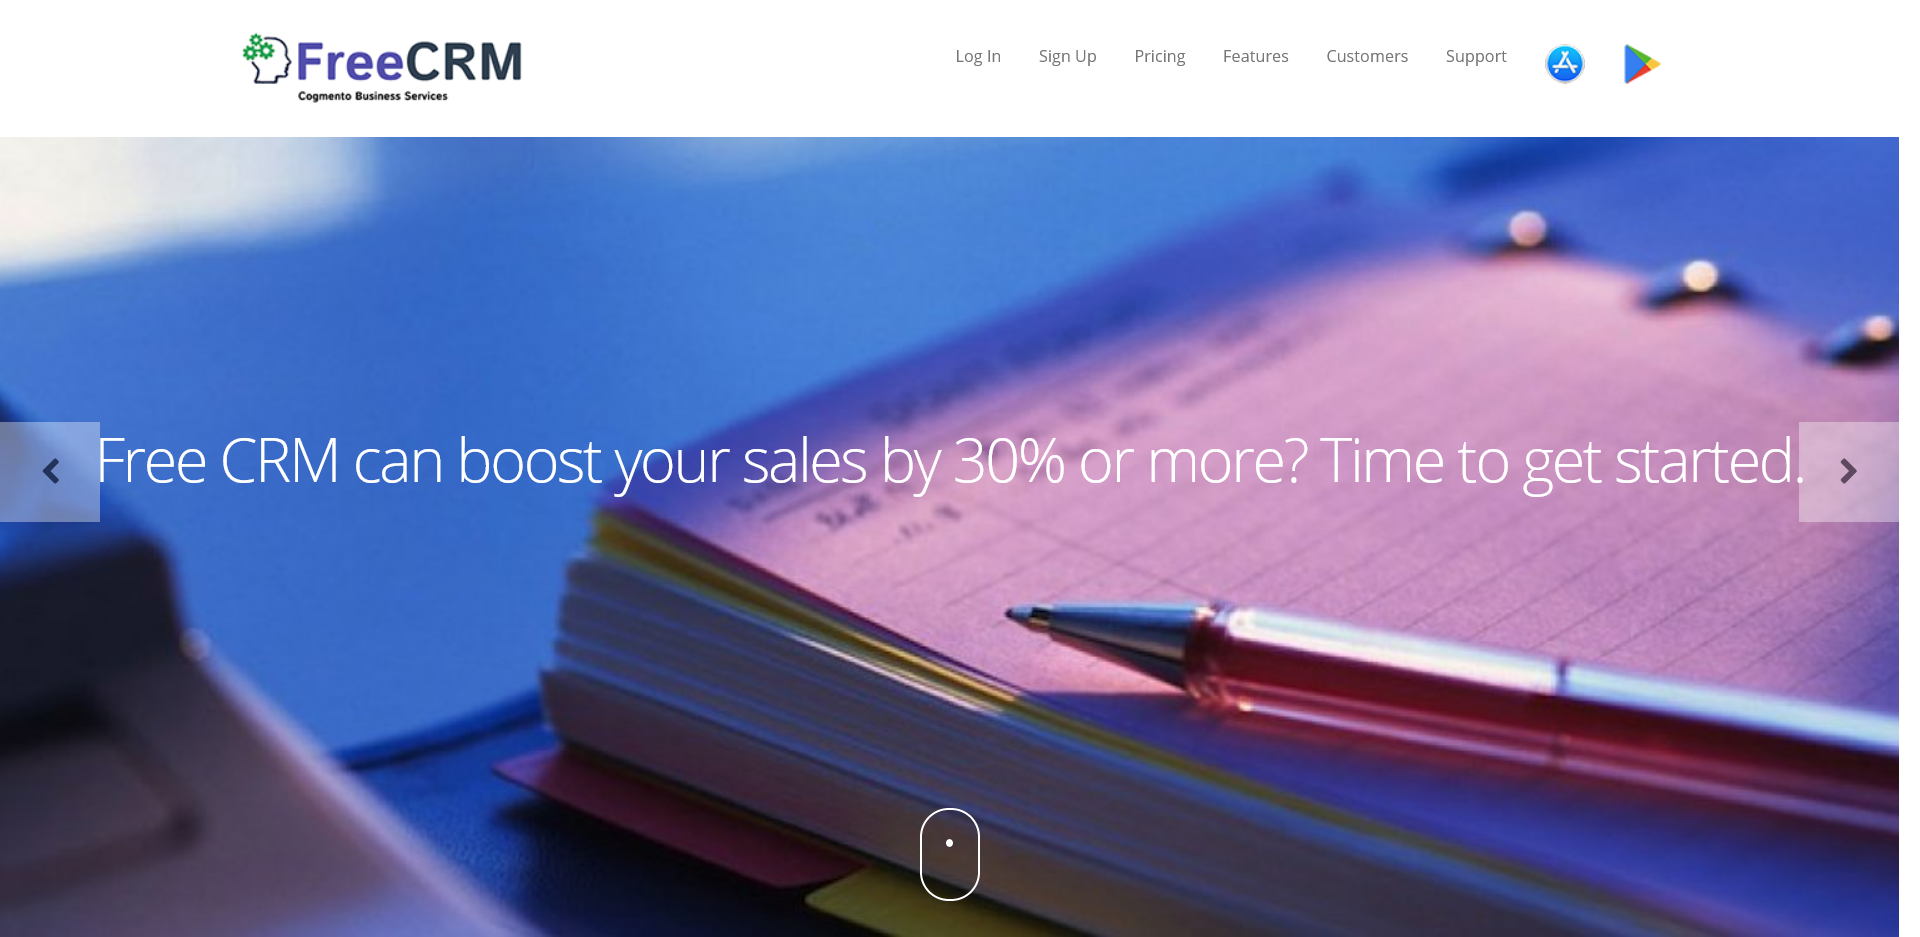 FreeCRM
Cogmento Business Services
Log In
Sign Up
Pricing
Features
Customers
Support
Free CRM can boost your sales by 30% or more? Time to get started.